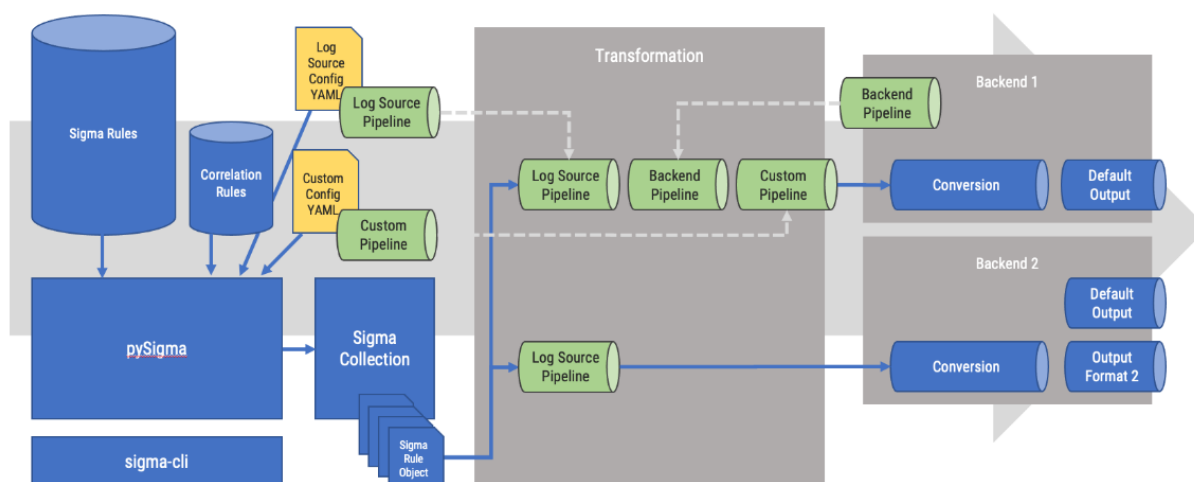 Sigma Rules
Correlation
Rules
Log
Source
Config
YAML
Log Source
Pipeline
Custom
Config
YAML
Custom
Pipeline
pySigma
sigma-cli
Sigma
Collection
Sigma
Rule
Object
Transformation
Log Source
Pipeline
Backend
Pipeline
Custom
Pipeline
Log Source
Pipeline
Backend
Pipeline
Backend 1
Conversion
Default
Output
Backend 2
Default
Output
Conversion
Output
Format 2